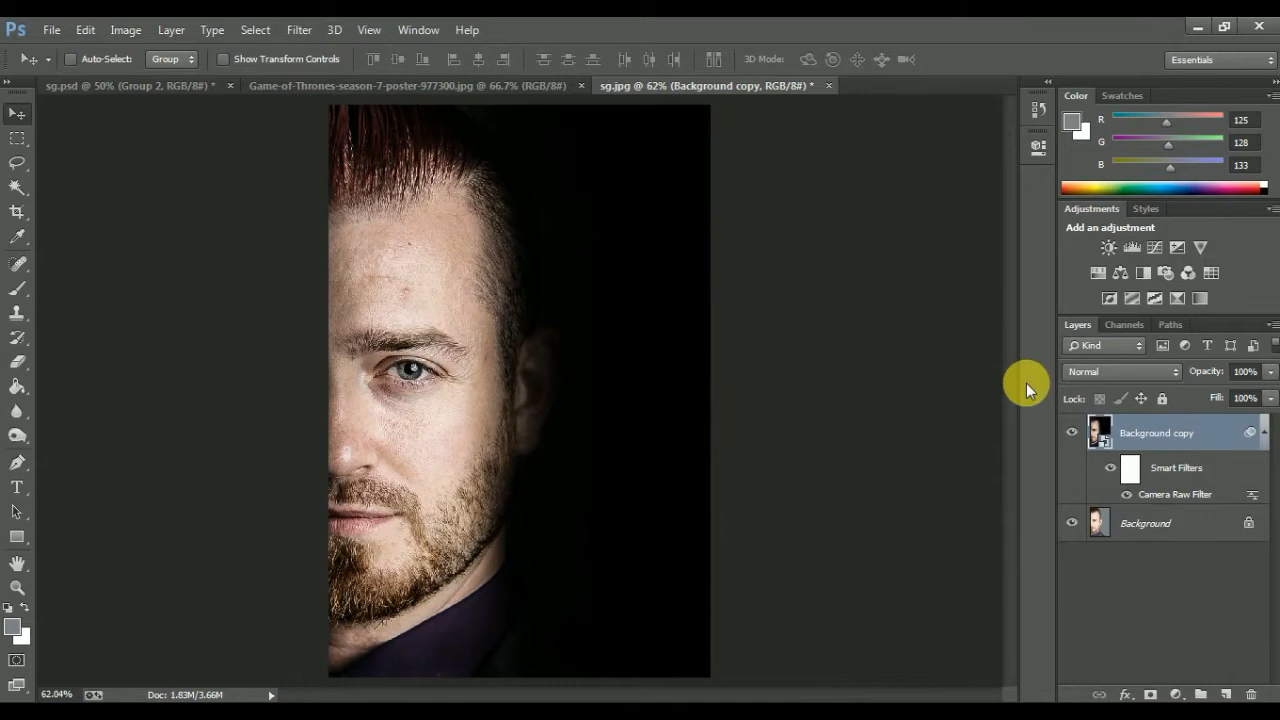 Ps File Edit Image Layer Type Select Filter 3D View Window Help
Auto-Select: Group Show Transform Controls 3D Mode: Essentials
sg.psd @ 50% (Group 2, RGB/8#) * × Game-of-Thrones-season-7-poster-977300.jpg @ 66.7% (RGB/8#) × sg.jpg @ 62% (Background copy, RGB/8#) * ×
Color Swatches
R 125
G 128
B 133
Adjustments Styles
Add an adjustment
Layers Channels Paths
Kind
Normal Opacity: 100%
Lock: Fill: 100%
Background copy
Smart Filters
Camera Raw Filter
Background
62.04% Doc: 1.83M/3.66M